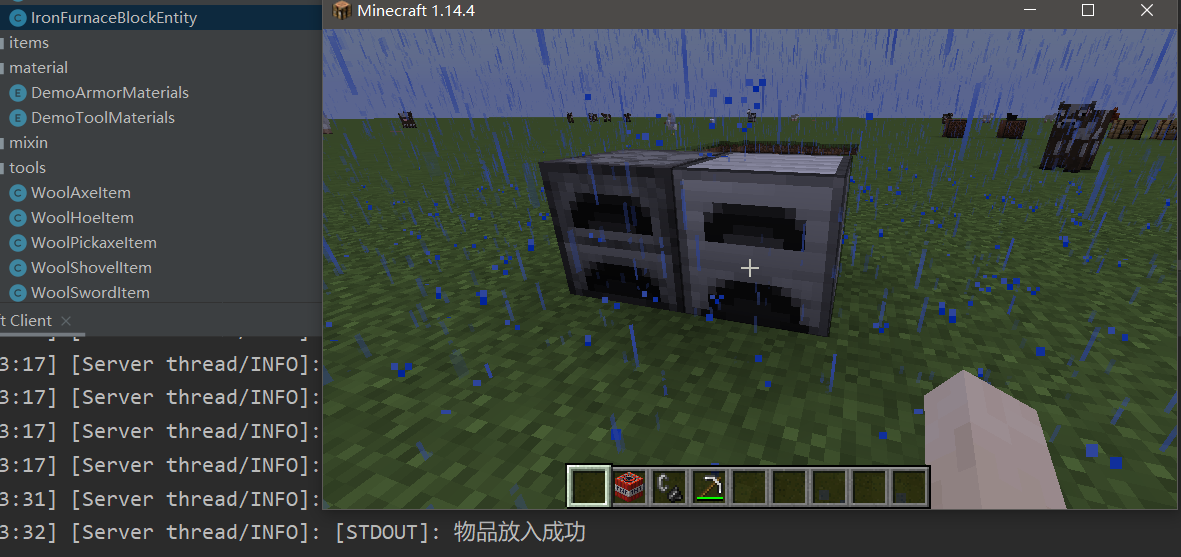 IronFurnaceBlockEntity
items
material
DemoArmorMaterials
DemoToolMaterials
mixin
tools
WoolAxeItem
WoolHoeItem
WoolPickaxeItem
WoolShovelItem
WoolSwordItem
Minecraft 1.14.4
t Client
3:17] [Server thread/INFO]:
3:17] [Server thread/INFO]:
3:17] [Server thread/INFO]:
3:17] [Server thread/INFO]:
3:31] [Server thread/INFO]:
3:32] [Server thread/INFO]: [STDOUT]: 物品放入成功